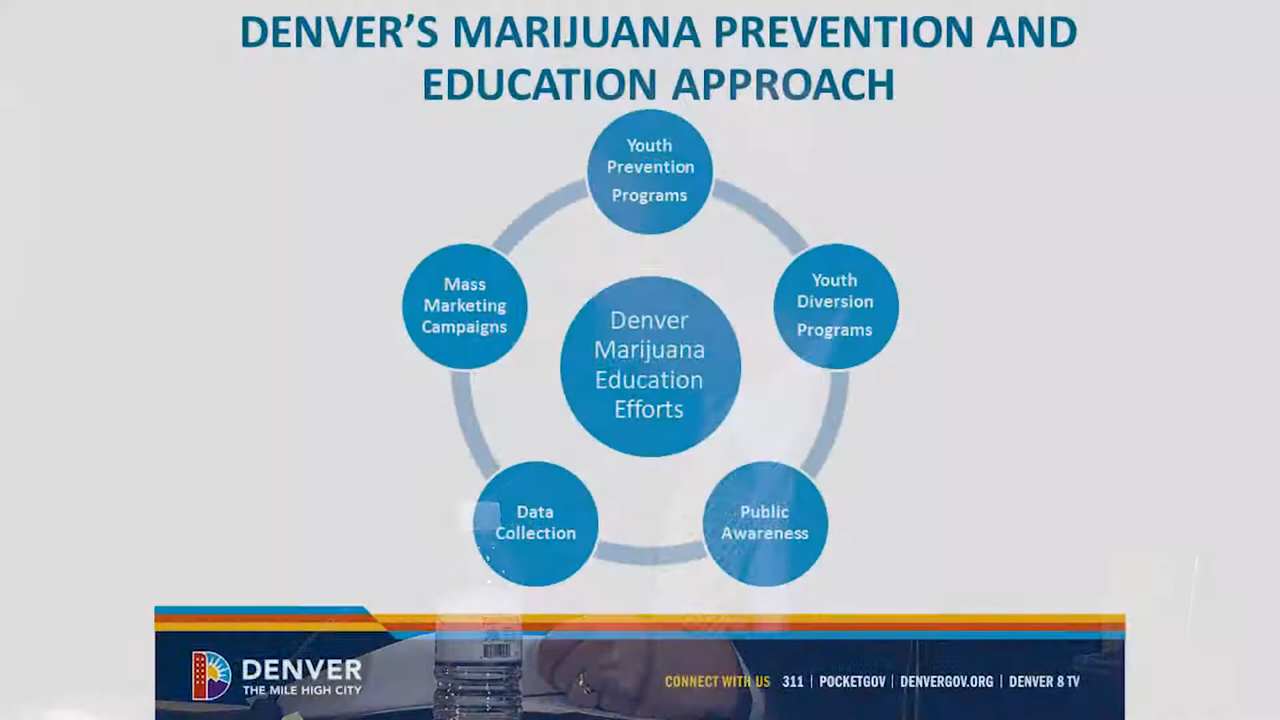 DENVER'S MARIJUANA PREVENTION AND
EDUCATION APPROACH
Youth
Prevention
Programs
Mass
Marketing
Campaigns
Youth
Diversion
Programs
Denver
Marijuana
Education
Efforts
Data
Collection
Public
Awareness
DENVER
THE MILE HIGH CITY
CONNECT WITH US 311 | POCKETGOV | DENVERGOV.ORG | DENVER 8 TV